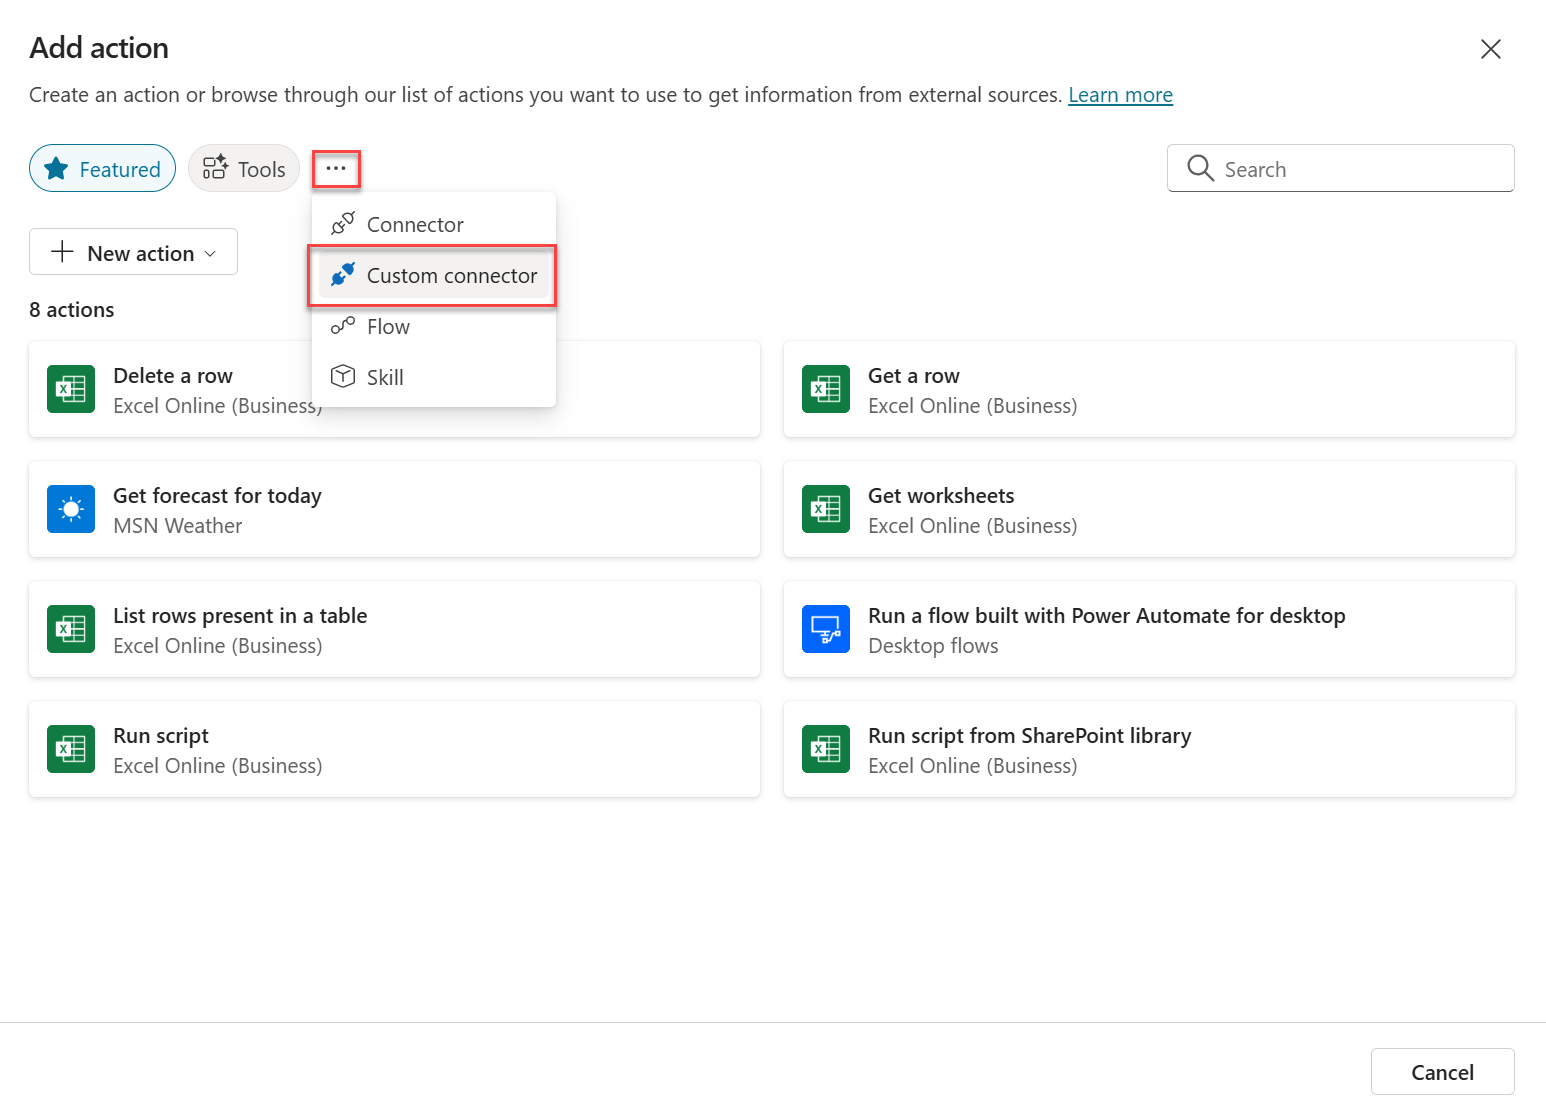 Add action
Create an action or browse through our list of actions you want to use to get information from external sources. Learn more
Featured
Tools
Search
Connector
New action
Custom connector
8 actions
Flow
Skill
Delete a row
Excel Online (Business)
Get a row
Excel Online (Business)
Get forecast for today
MSN Weather
Get worksheets
Excel Online (Business)
List rows present in a table
Excel Online (Business)
Run a flow built with Power Automate for desktop
Desktop flows
Run script
Excel Online (Business)
Run script from SharePoint library
Excel Online (Business)
Cancel